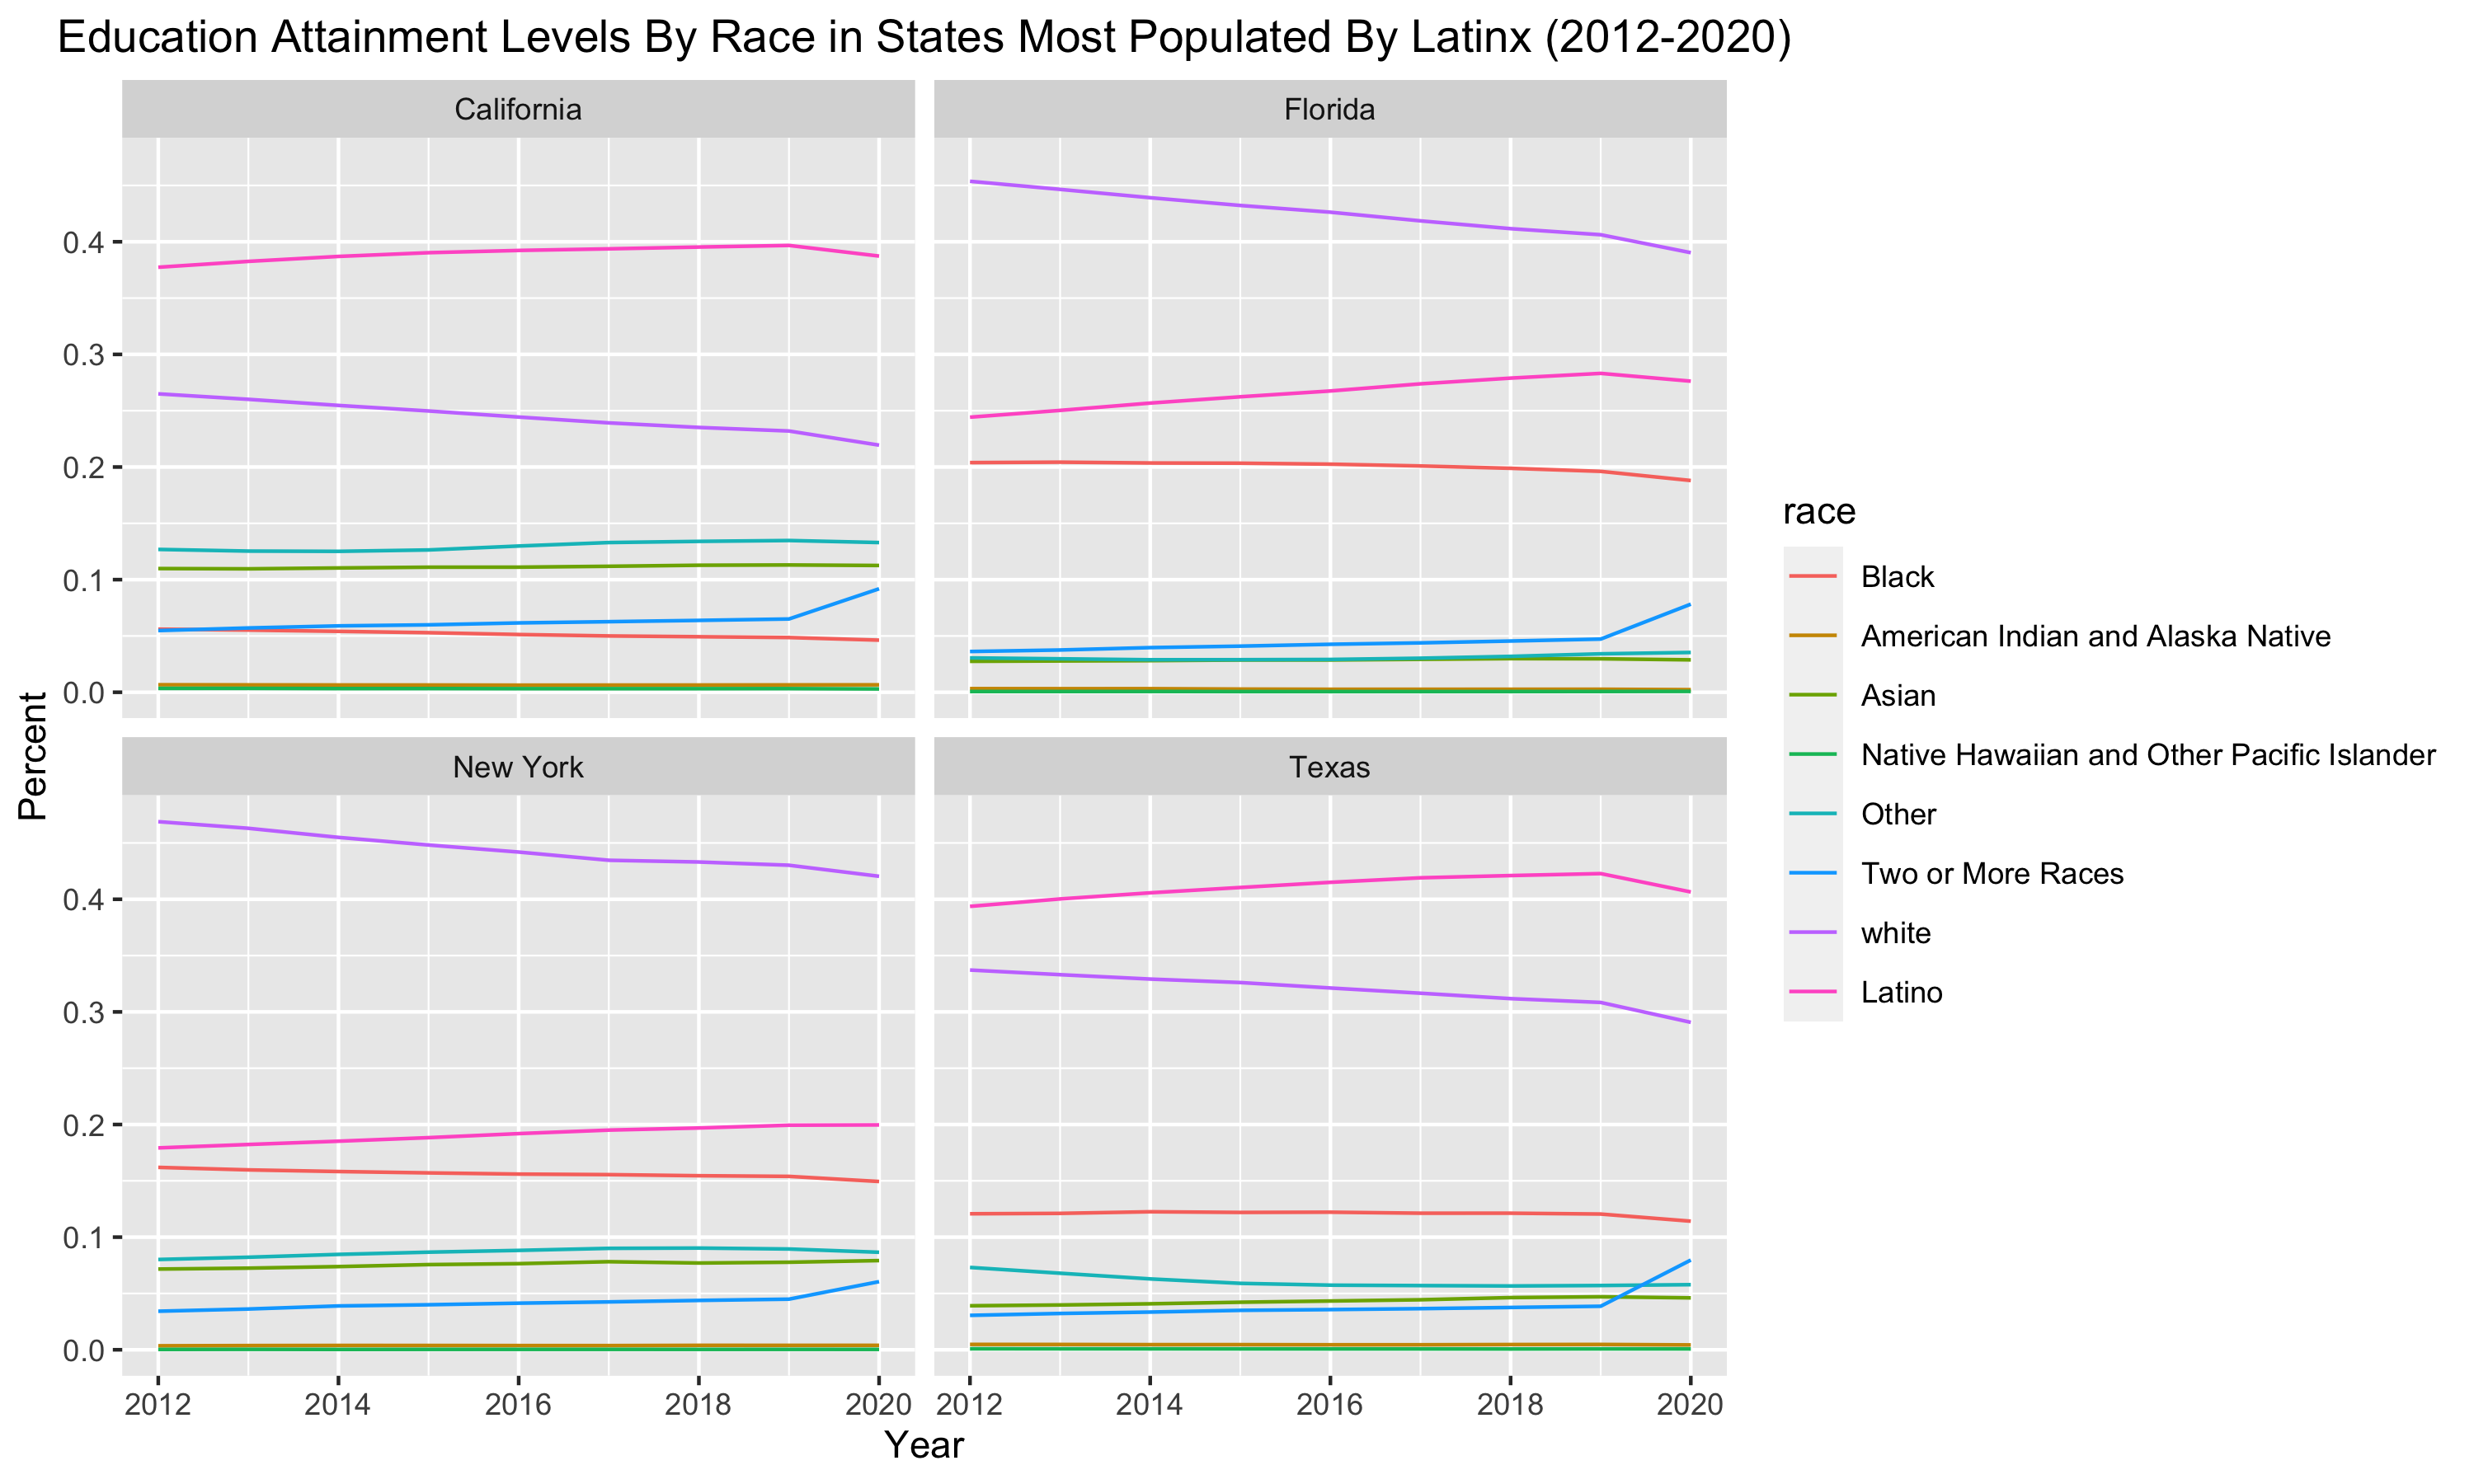 Education Attainment Levels By Race in States Most Populated By Latinx (2012-2020)
California
Florida
0.4
0.3
0.2
0.1
0.0
Percent
New York
Texas
0.4
0.3
0.2
0.1
0.0
2012 2014 2016 2018 2020 2012 2014 2016 2018 2020
Year
race
Black
American Indian and Alaska Native
Asian
Native Hawaiian and Other Pacific Islander
Other
Two or More Races
white
Latino